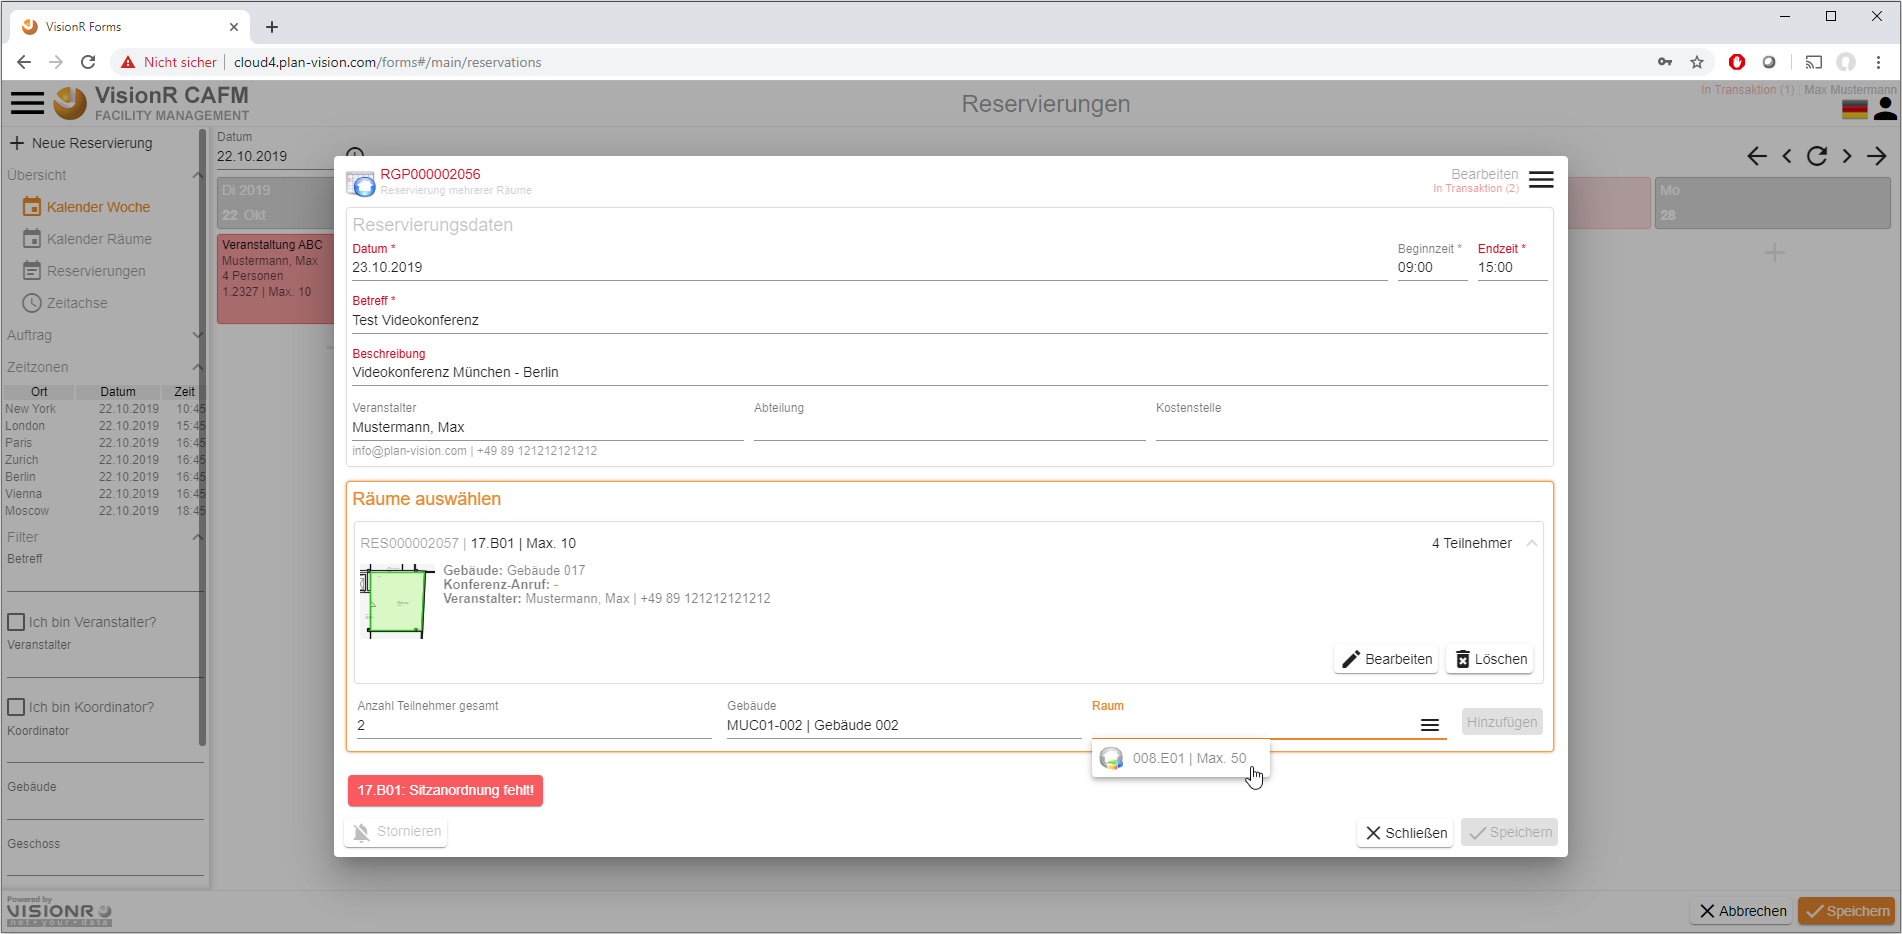 VisionR Forms
Nicht sicher
cloud4.plan-vision.com/forms#/main/reservations
VisionR CAFM
FACILITY MANAGEMENT
Reservierungen
In Transaktion (1) | Max Mustermann
Neue Reservierung
Übersicht
Kalender Woche
Kalender Räume
Reservierungen
Zeitachse
Auftrag
Zeitzonen
Ort Datum Zeit
New York 22.10.2019 10:45
London 22.10.2019 15:45
Paris 22.10.2019 16:45
Zurich 22.10.2019 16:45
Berlin 22.10.2019 16:45
Vienna 22.10.2019 16:45
Moscow 22.10.2019 18:45
Filter
Betreff
Ich bin Veranstalter?
Veranstalter
Ich bin Koordinator?
Koordinator
Gebäude
Geschoss
Powered by
VISIONR
net•your•data
Datum
22.10.2019
Di 2019
22 Okt
Veranstaltung ABC
Mustermann, Max
4 Personen
1.2327 | Max. 10
Mo
28
RGP000002056
Reservierung mehrerer Räume
Bearbeiten
In Transaktion (2)
Reservierungsdaten
Datum *
23.10.2019
Beginnzeit *
09:00
Endzeit *
15:00
Betreff *
Test Videokonferenz
Beschreibung
Videokonferenz München - Berlin
Veranstalter
Mustermann, Max
info@plan-vision.com | +49 89 121212121212
Abteilung
Kostenstelle
Räume auswählen
RES000002057 | 17.B01 | Max. 10
4 Teilnehmer
Gebäude: Gebäude 017
Konferenz-Anruf: -
Veranstalter: Mustermann, Max | +49 89 121212121212
Bearbeiten
Löschen
Anzahl Teilnehmer gesamt
2
Gebäude
MUC01-002 | Gebäude 002
Raum
Hinzufügen
008.E01 | Max. 50
17.B01: Sitzanordnung fehlt!
Stornieren
Schließen
Speichern
Abbrechen
Speichern